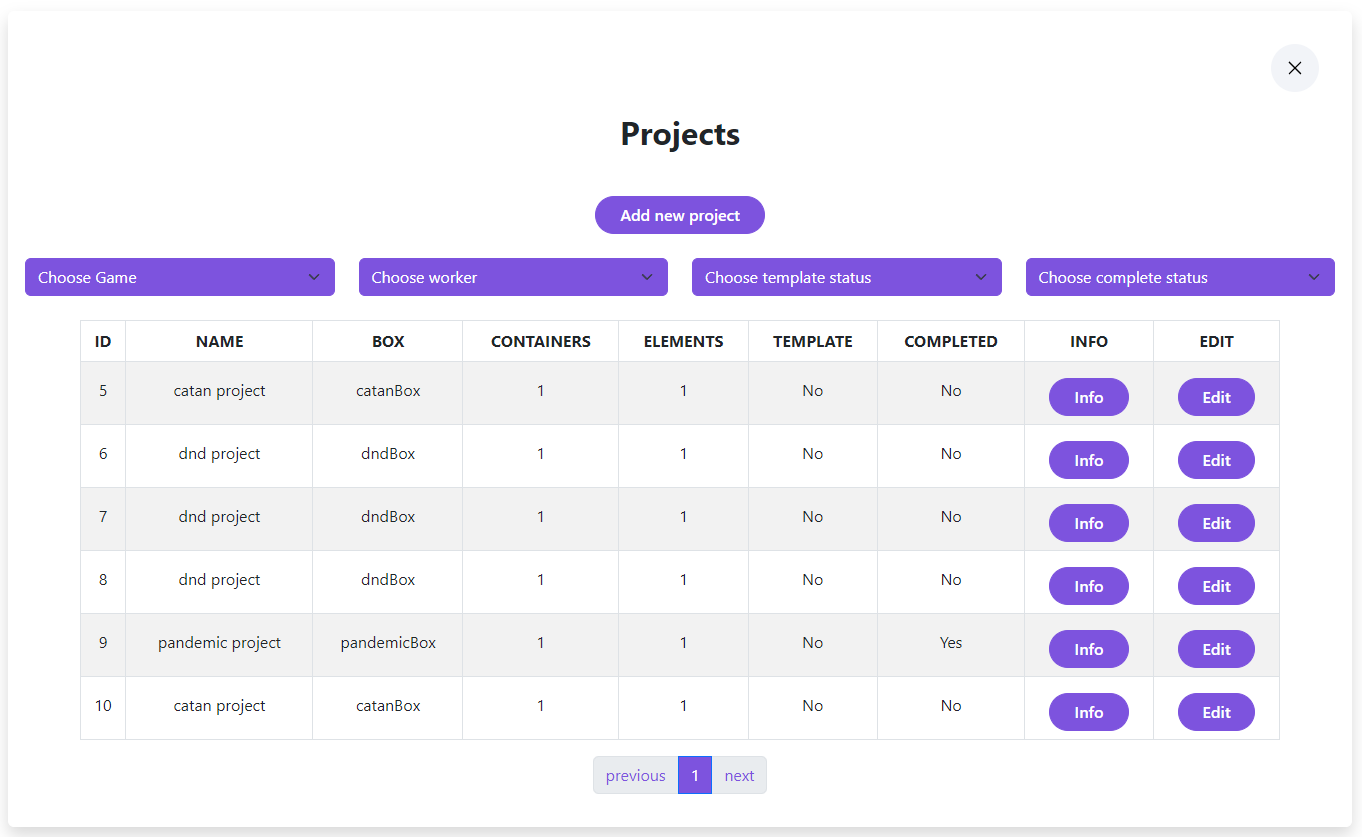 Projects
Add new project
Choose Game Choose worker Choose template status Choose complete status
ID NAME BOX CONTAINERS ELEMENTS TEMPLATE COMPLETED INFO EDIT
5 catan project catanBox 1 1 No No Info Edit
6 dnd project dndBox 1 1 No No Info Edit
7 dnd project dndBox 1 1 No No Info Edit
8 dnd project dndBox 1 1 No No Info Edit
9 pandemic project pandemicBox 1 1 No Yes Info Edit
10 catan project catanBox 1 1 No No Info Edit
previous 1 next